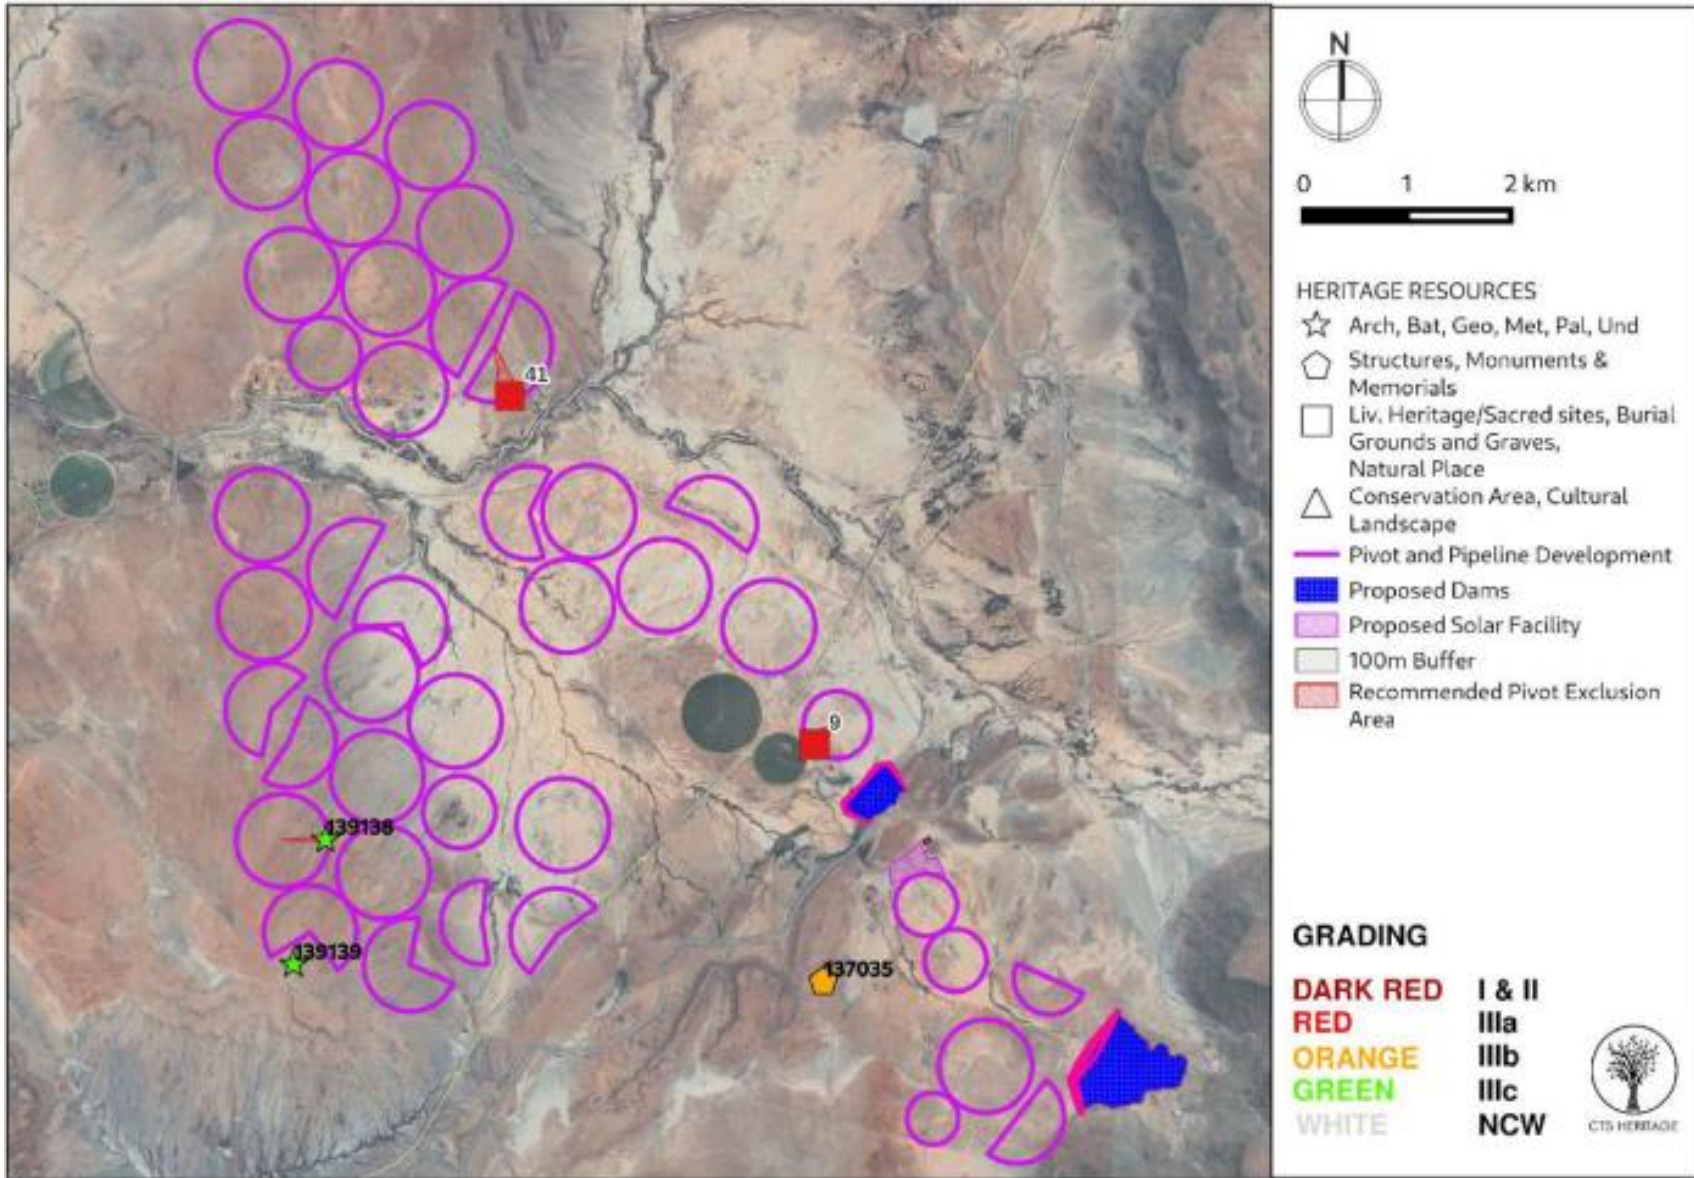 41
9
139138
139139
137035
N
0 1 2 km
HERITAGE RESOURCES
Arch, Bat, Geo, Met, Pal, Und
Structures, Monuments &
Memorials
Liv. Heritage/Sacred sites, Burial
Grounds and Graves,
Natural Place
Conservation Area, Cultural
Landscape
Pivot and Pipeline Development
Proposed Dams
Proposed Solar Facility
100m Buffer
Recommended Pivot Exclusion
Area
GRADING
DARK RED I & II
RED IIIa
ORANGE IIIb
GREEN IIIc
WHITE NCW
CTS HERITAGE